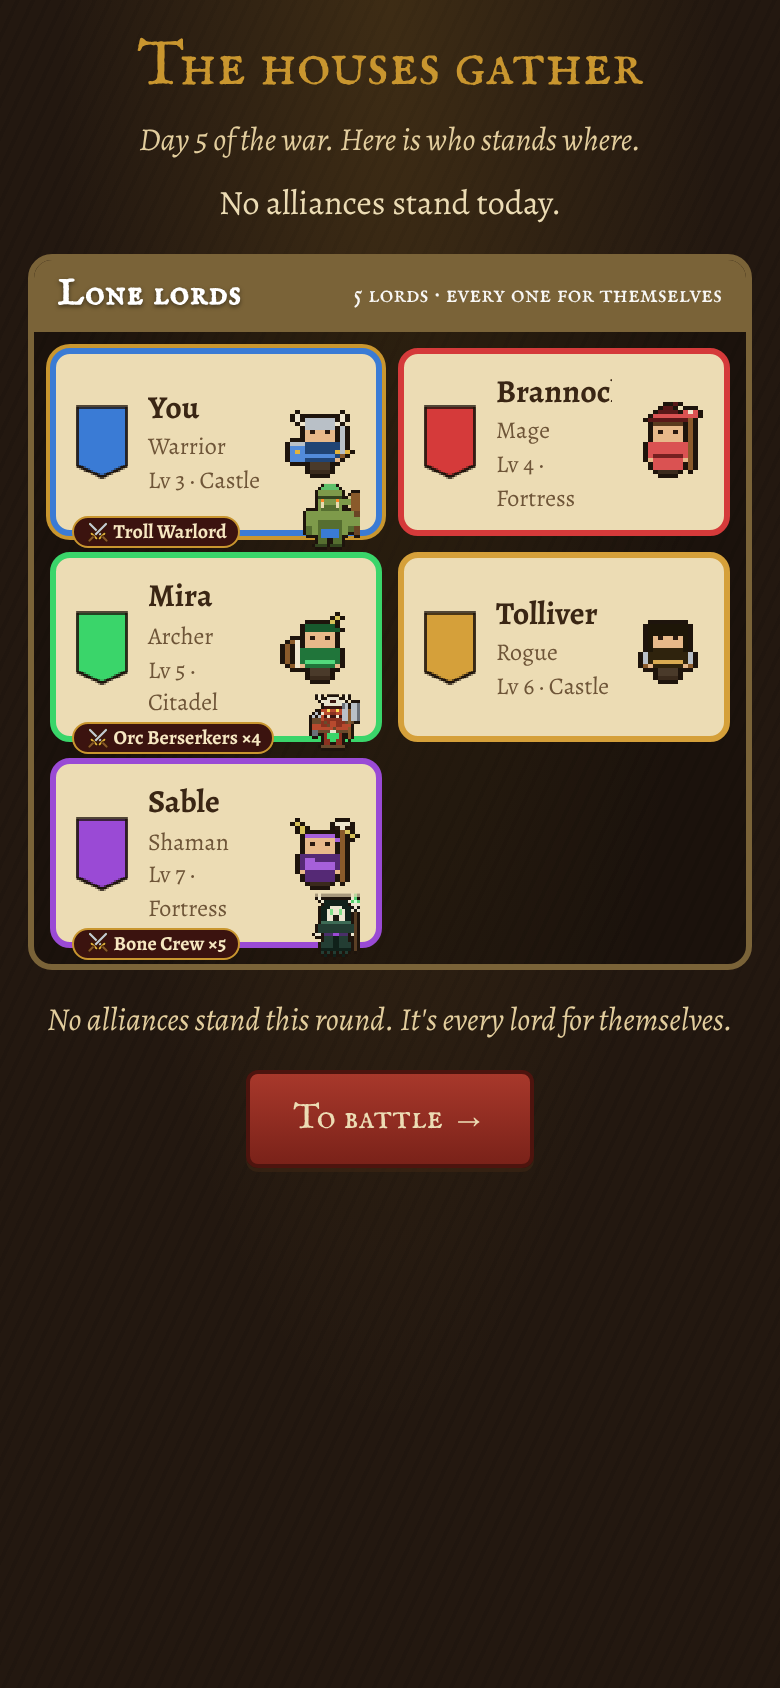 The houses gather
Day 5 of the war. Here is who stands where.
No alliances stand today.
Lone lords
5 lords · every one for themselves
You
Warrior
Lv 3 · Castle
Troll Warlord
Brannoc
Mage
Lv 4 ·
Fortress
Mira
Archer
Lv 5 ·
Citadel
Orc Berserkers ×4
Tolliver
Rogue
Lv 6 · Castle
Sable
Shaman
Lv 7 ·
Fortress
Bone Crew ×5
No alliances stand this round. It's every lord for themselves.
To battle →